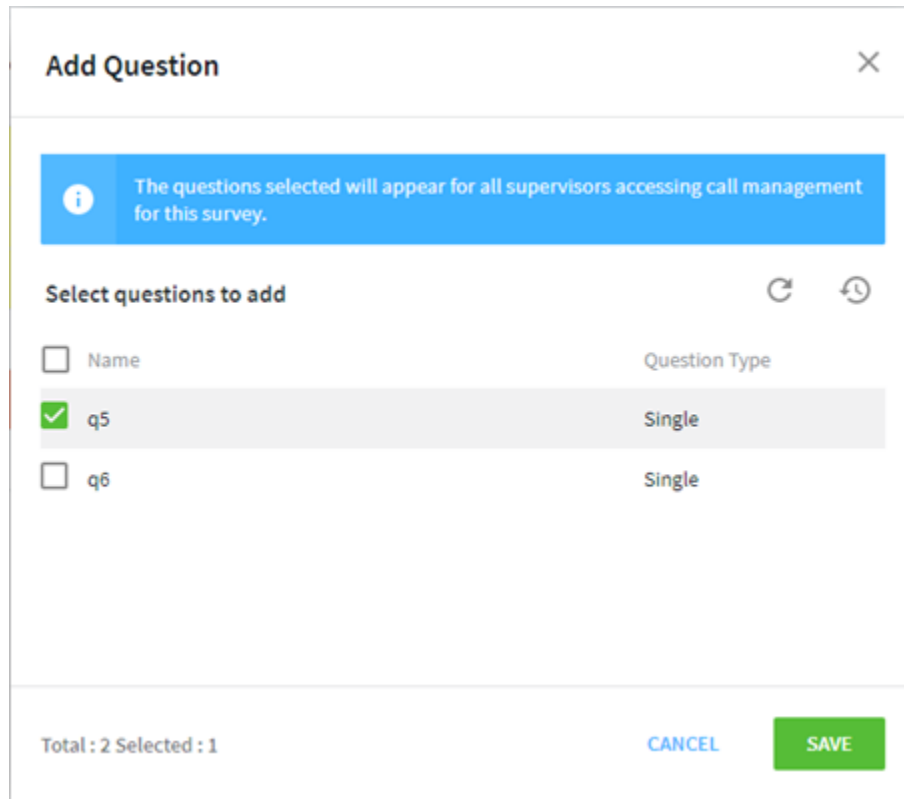 Add Question
The questions selected will appear for all supervisors accessing call management
for this survey.
Select questions to add
Name Question Type
q5 Single
q6 Single
Total : 2 Selected : 1 CANCEL SAVE